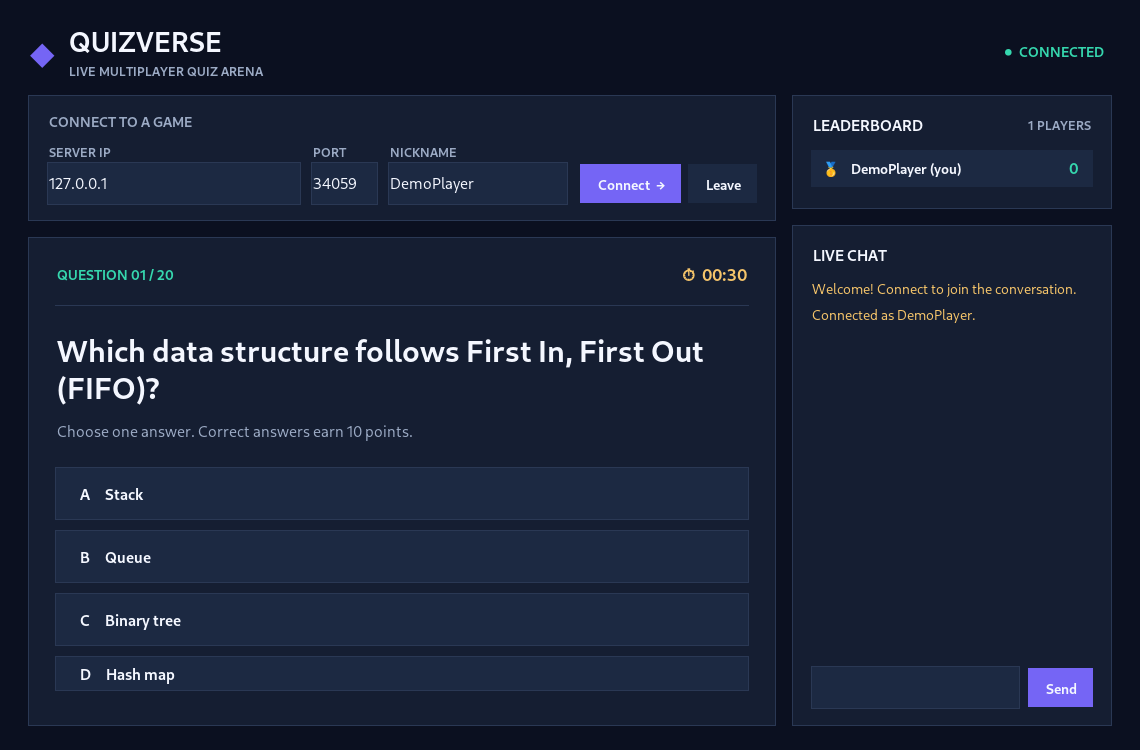 QUIZVERSE
LIVE MULTIPLAYER QUIZ ARENA
CONNECTED
CONNECT TO A GAME
SERVER IP
PORT
NICKNAME
127.0.0.1
34059
DemoPlayer
Connect →
Leave
QUESTION 01 / 20
⏱ 00:30
Which data structure follows First In, First Out
(FIFO)?
Choose one answer. Correct answers earn 10 points.
A Stack
B Queue
C Binary tree
D Hash map
LEADERBOARD
1 PLAYERS
🥇 DemoPlayer (you) 0
LIVE CHAT
Welcome! Connect to join the conversation.
Connected as DemoPlayer.
Send